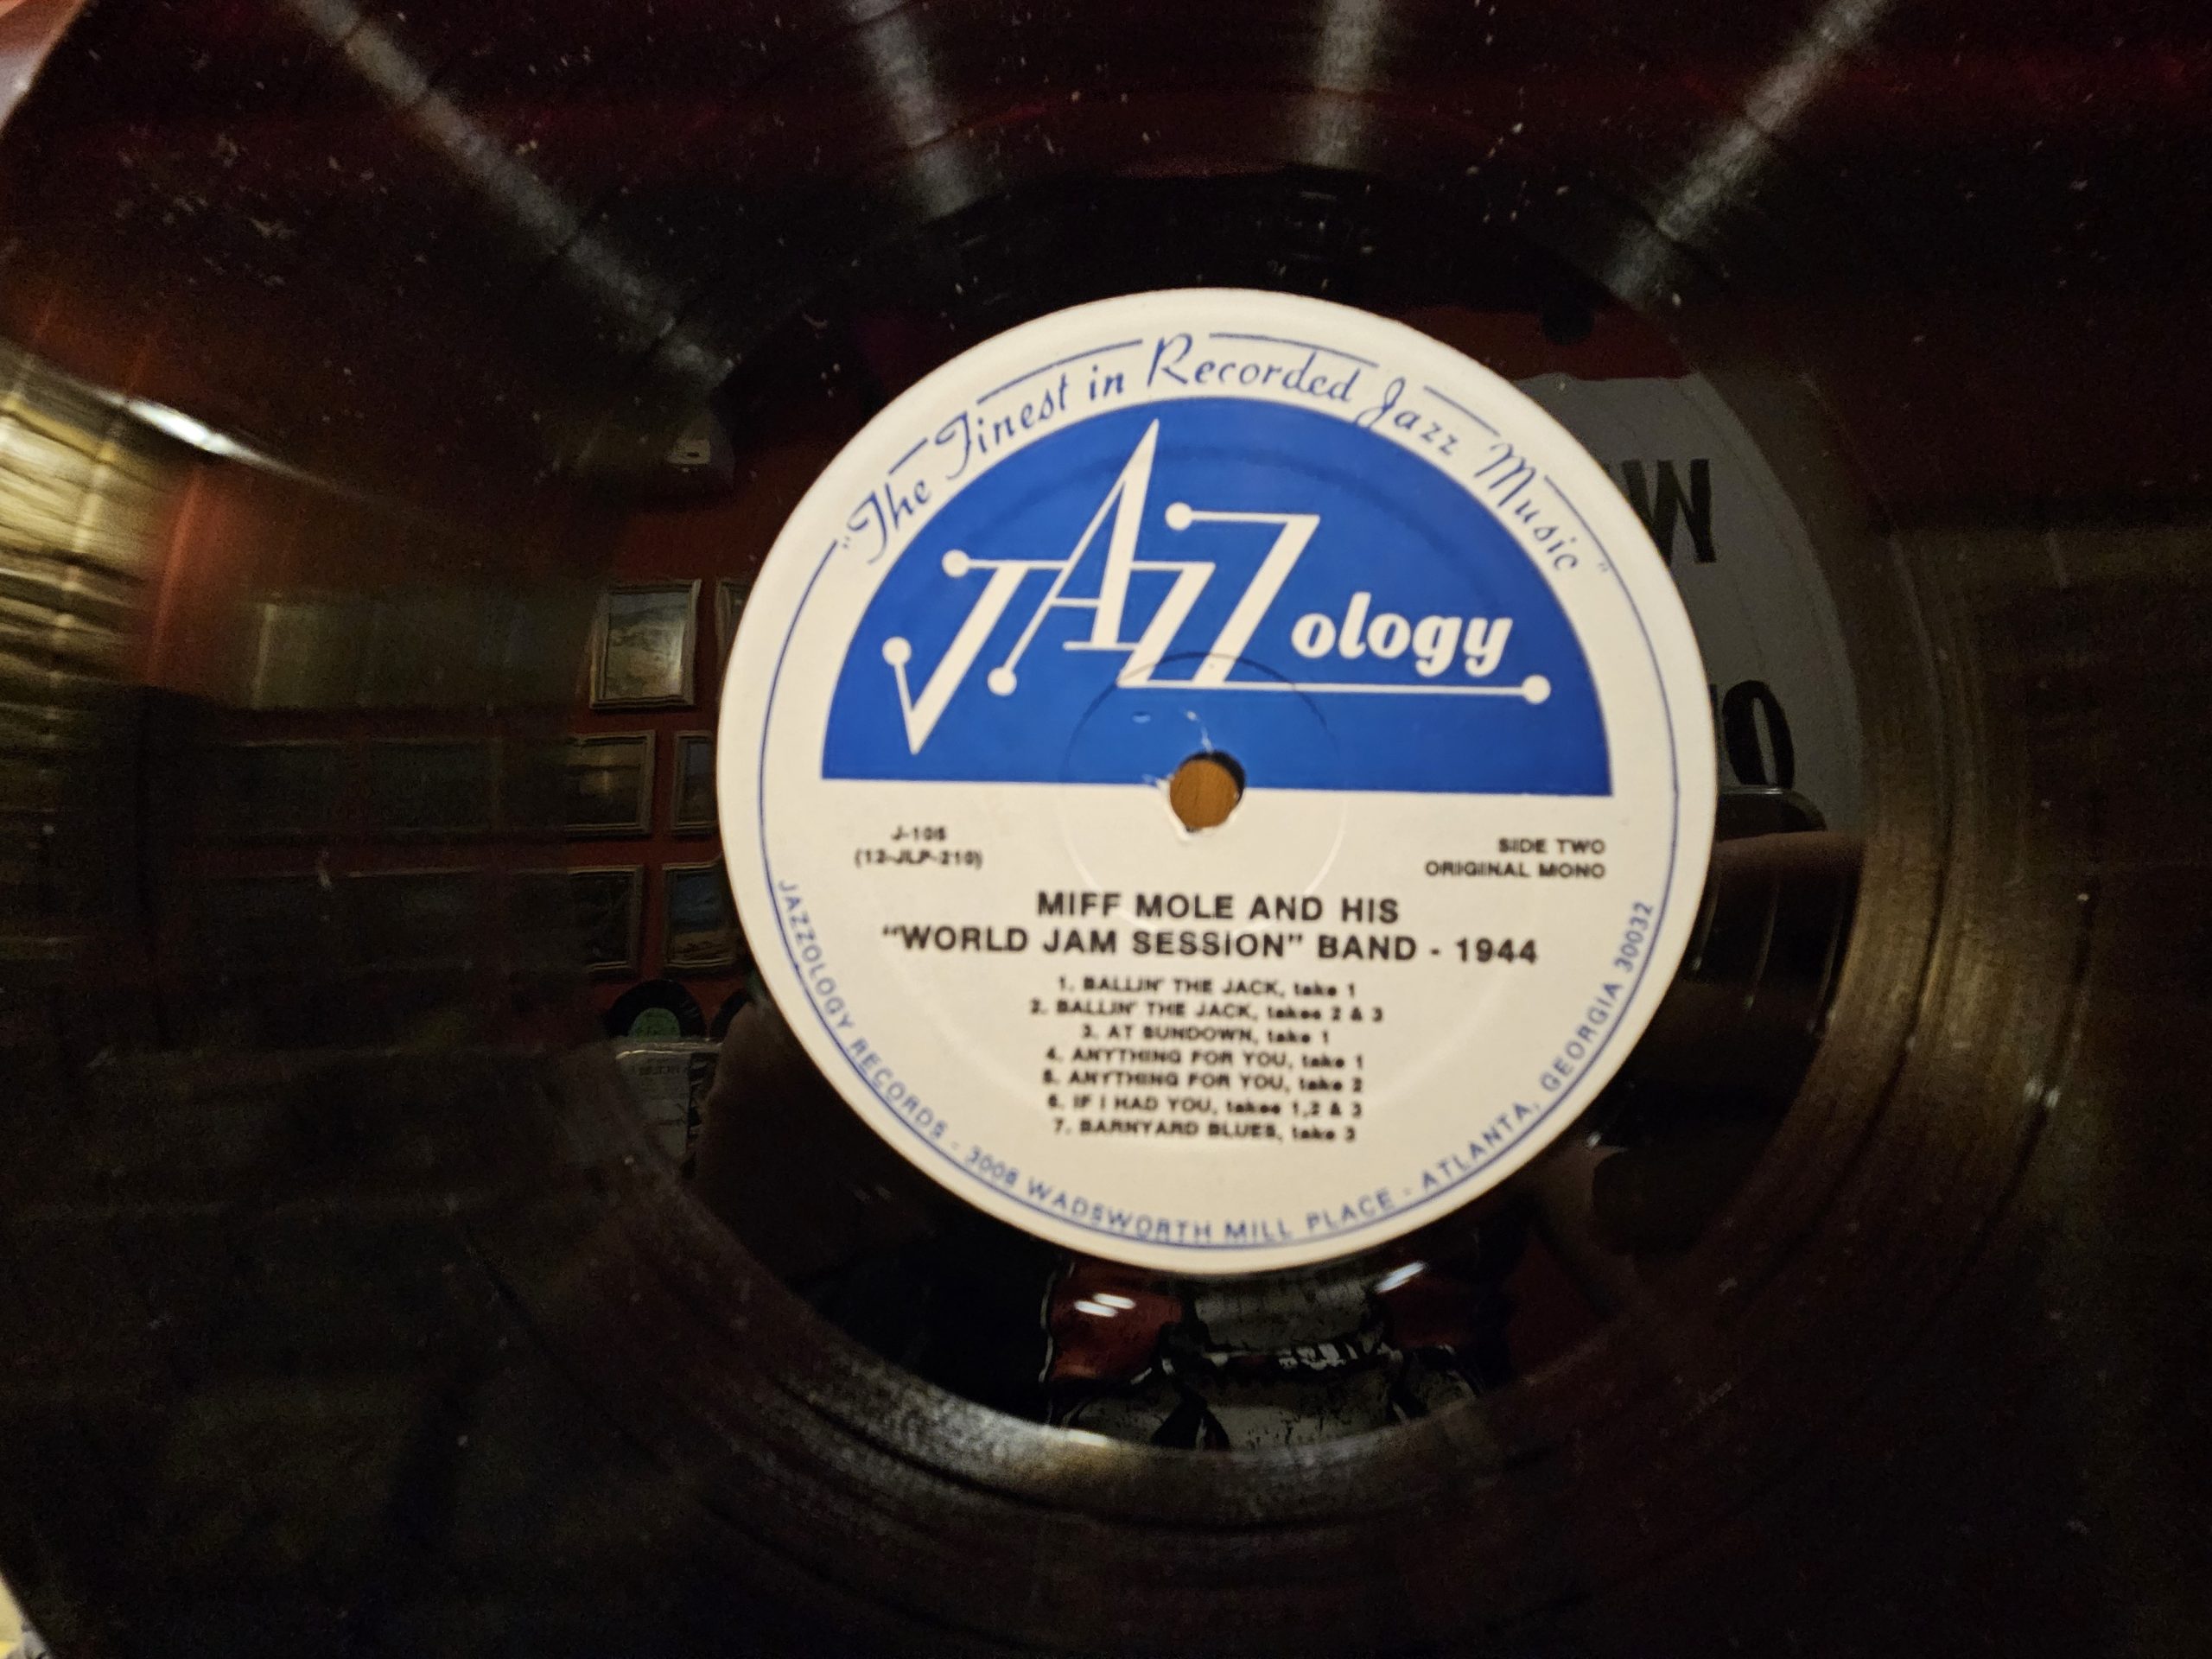 "The Finest in Recorded Jazz Music"
JAZZology
J-105
(12-JLP-210)
SIDE TWO
ORIGINAL MONO
MIFF MOLE AND HIS
“WORLD JAM SESSION” BAND - 1944
1. BALLIN' THE JACK, take 1
2. BALLIN' THE JACK, takes 2 & 3
3. AT SUNDOWN, take 1
4. ANYTHING FOR YOU, take 1
5. ANYTHING FOR YOU, take 2
6. IF I HAD YOU, takes 1,2 & 3
7. BARNYARD BLUES, take 3
JAZZOLOGY RECORDS - 3008 WADSWORTH MILL PLACE - ATLANTA, GEORGIA 30032